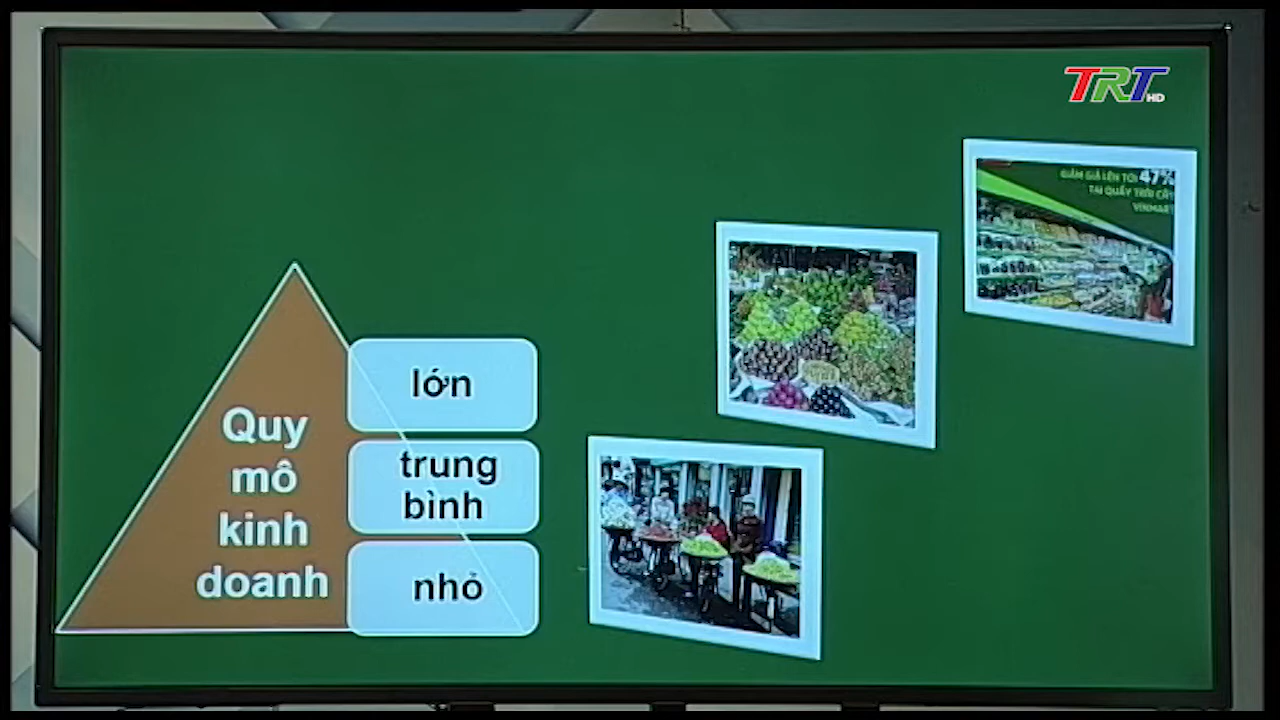 TRT HD
GIẢM GIÁ LÊN TỚI 47%
TẠI QUẦY TRÁI CÂY
VINMART
lớn
Quy
mô
kinh
doanh
trung
bình
nhỏ